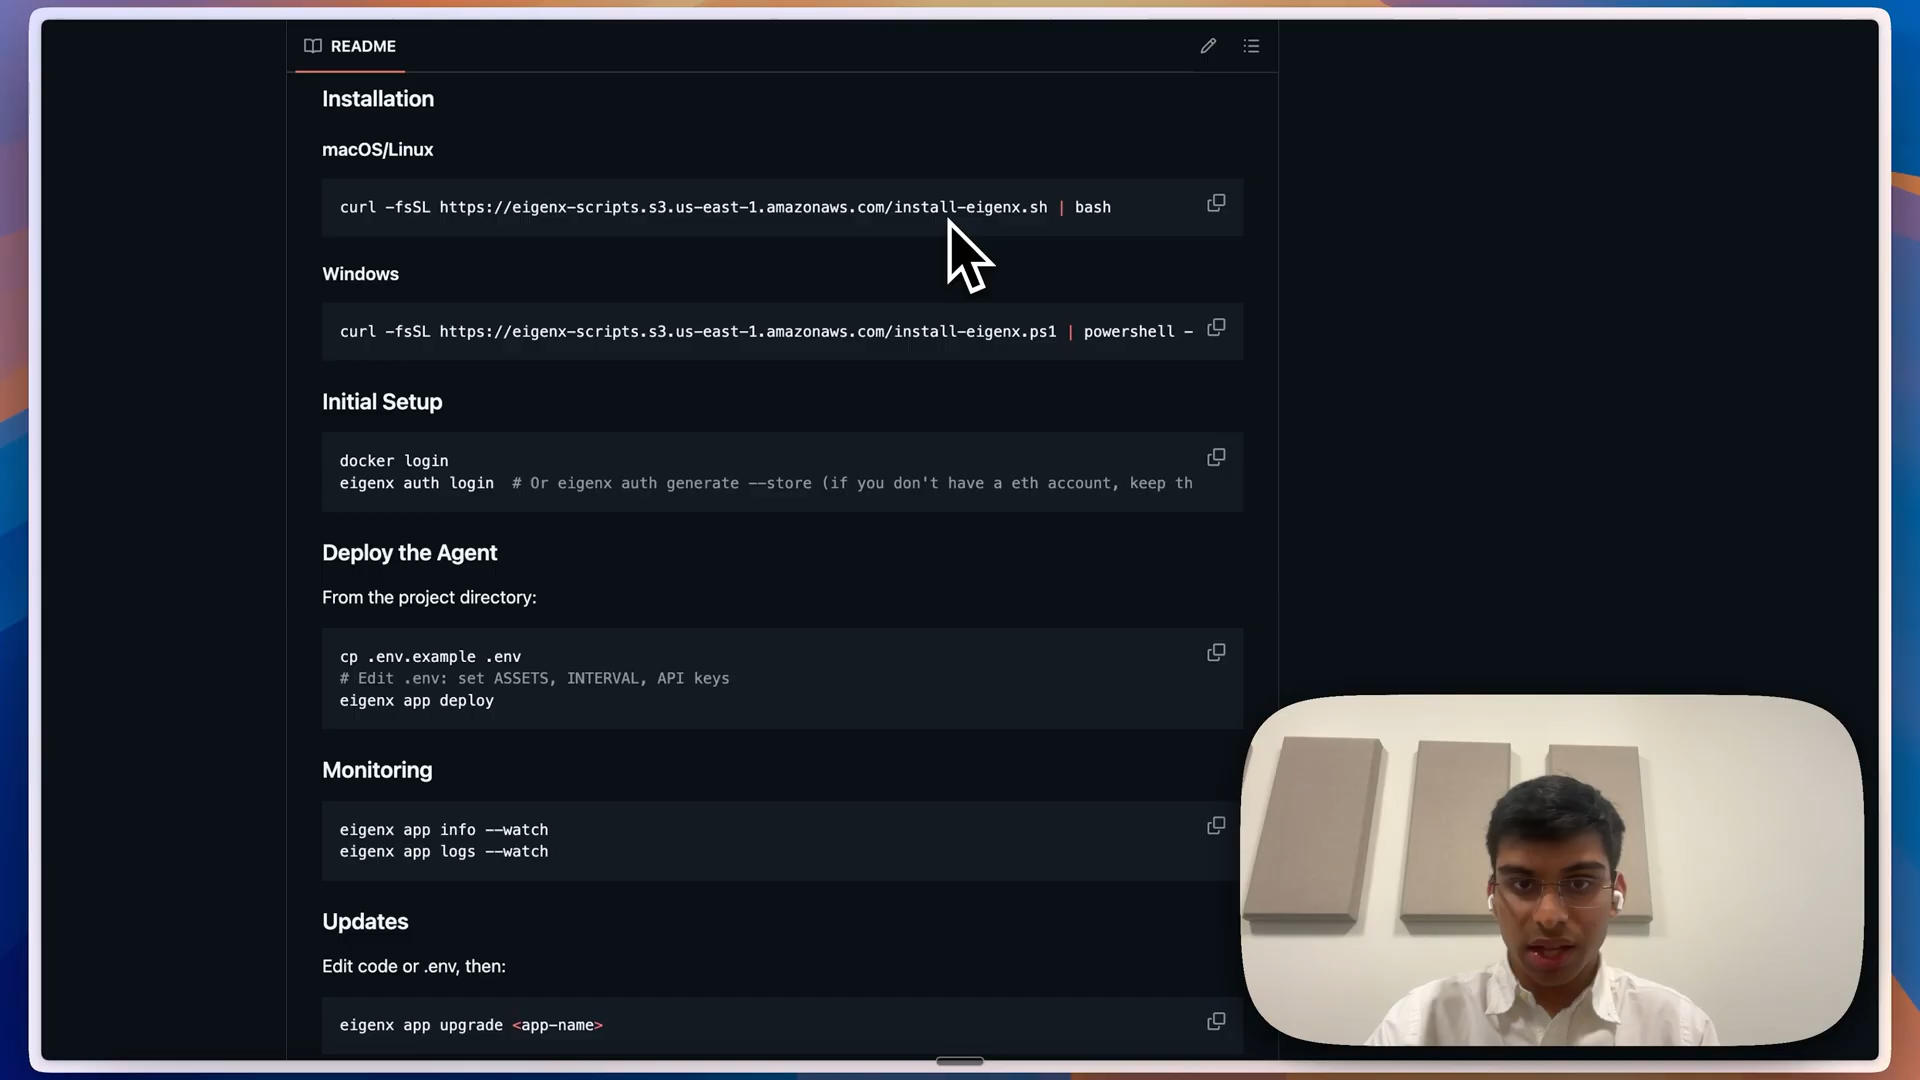 README
Installation
macOS/Linux
curl -fsSL https://eigenx-scripts.s3.us-east-1.amazonaws.com/install-eigenx.sh | bash
Windows
curl -fsSL https://eigenx-scripts.s3.us-east-1.amazonaws.com/install-eigenx.ps1 | powershell -
Initial Setup
docker login
eigenx auth login  # Or eigenx auth generate --store (if you don't have a eth account, keep th
Deploy the Agent
From the project directory:
cp .env.example .env
# Edit .env: set ASSETS, INTERVAL, API keys
eigenx app deploy
Monitoring
eigenx app info --watch
eigenx app logs --watch
Updates
Edit code or .env, then:
eigenx app upgrade <app-name>